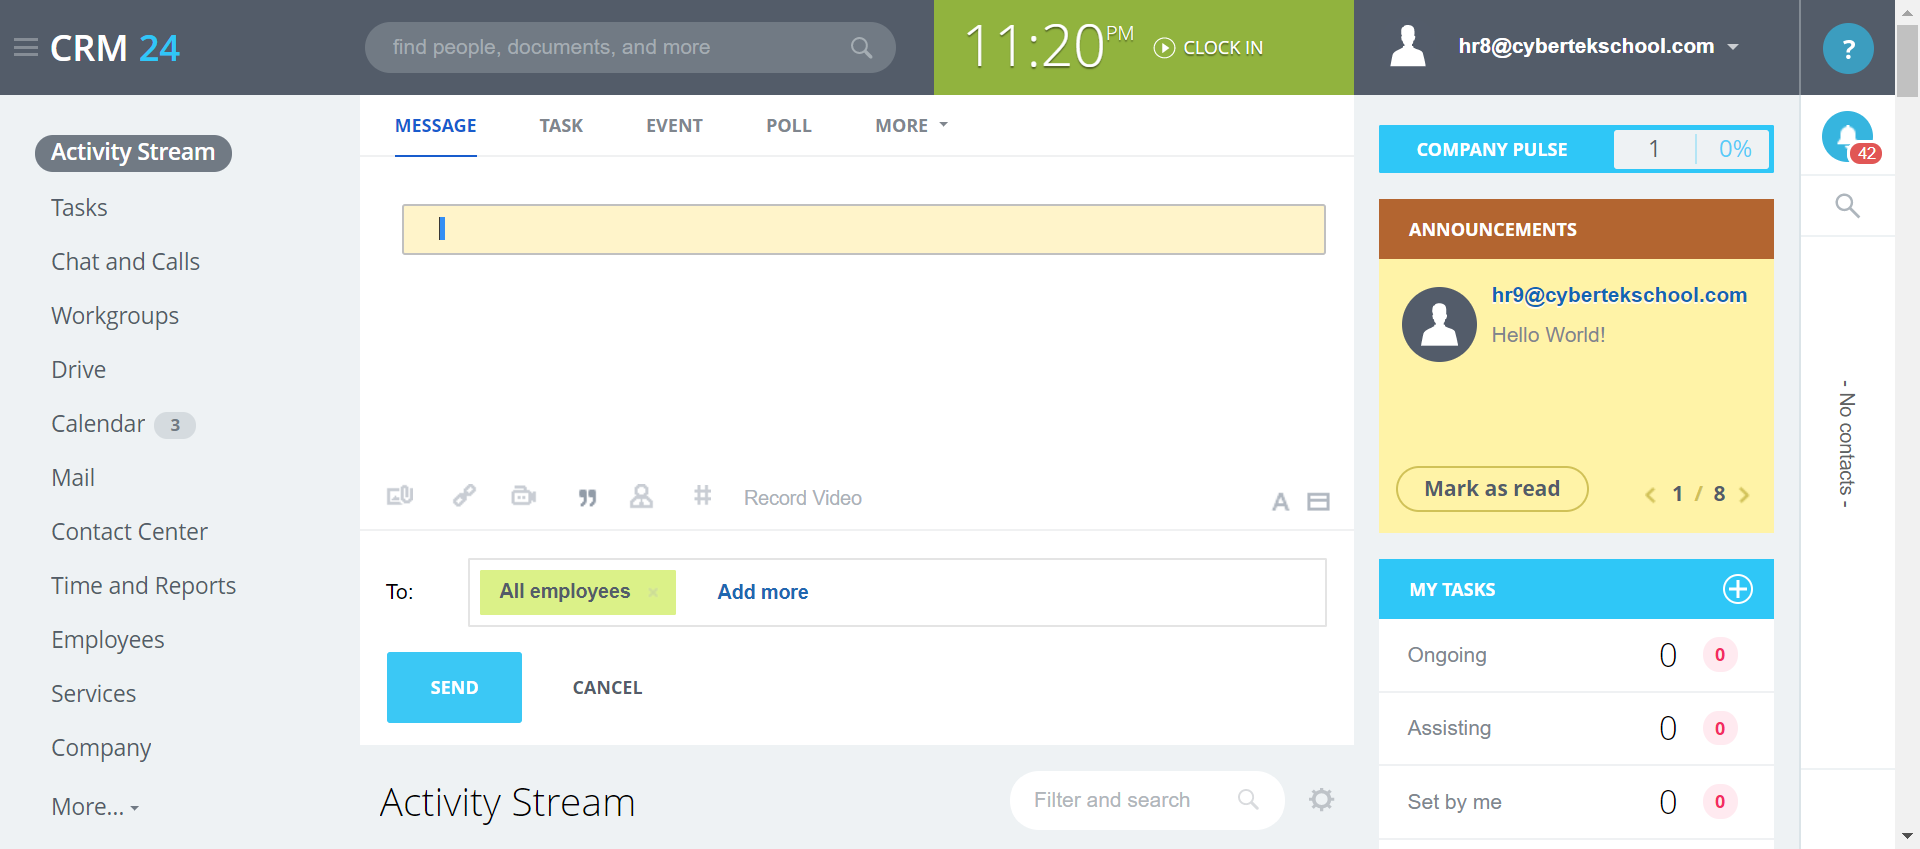 CRM 24
find people, documents, and more
11:20 PM CLOCK IN
hr8@cybertekschool.com
?
Activity Stream
Tasks
Chat and Calls
Workgroups
Drive
Calendar 3
Mail
Contact Center
Time and Reports
Employees
Services
Company
More...
MESSAGE TASK EVENT POLL MORE
Record Video
A
To: All employees × Add more
SEND CANCEL
Activity Stream
Filter and search
COMPANY PULSE 1 0%
ANNOUNCEMENTS
hr9@cybertekschool.com
Hello World!
Mark as read < 1 / 8 >
MY TASKS
Ongoing 0 0
Assisting 0 0
Set by me 0 0
42
- No contacts -